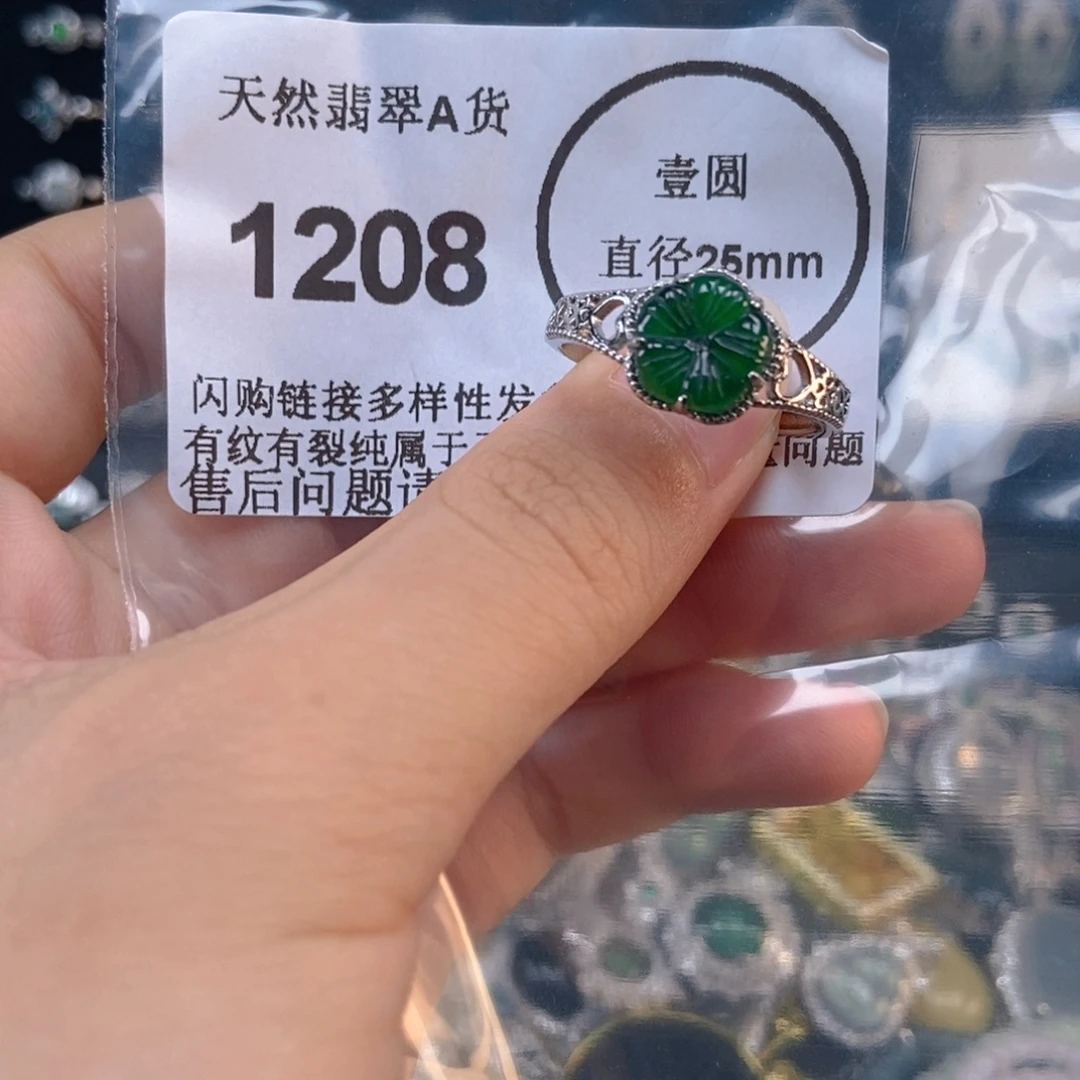 天然翡翠A货
1208
壹圆
直径25mm
闪购链接多样性发
有纹有裂纯属于
问题
售后问题请